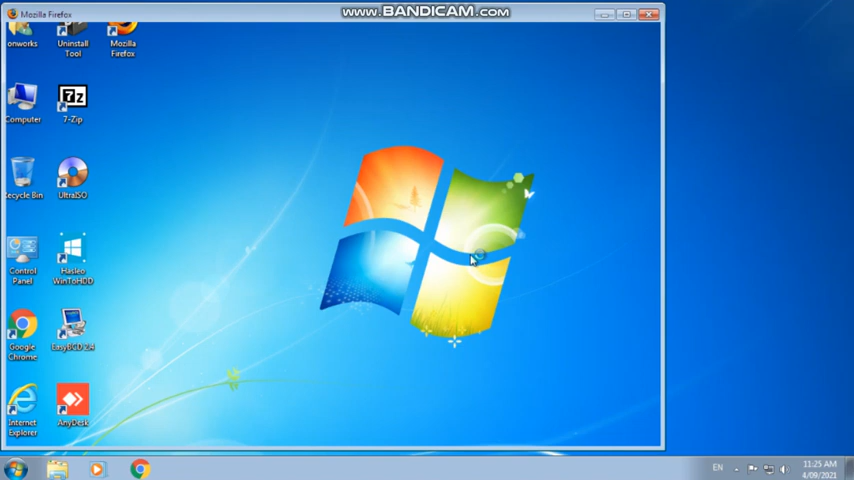 Mozilla Firefox
www.BANDICAM.com
onworks
Uninstall
Tool
Mozilla
Firefox
Computer
7z
7-Zip
Recycle Bin
UltraISO
Control
Panel
Hasleo
WinToHDD
Google
Chrome
EasyBCD 2.4
Internet
Explorer
AnyDesk
EN
11:25 AM
4/09/2021